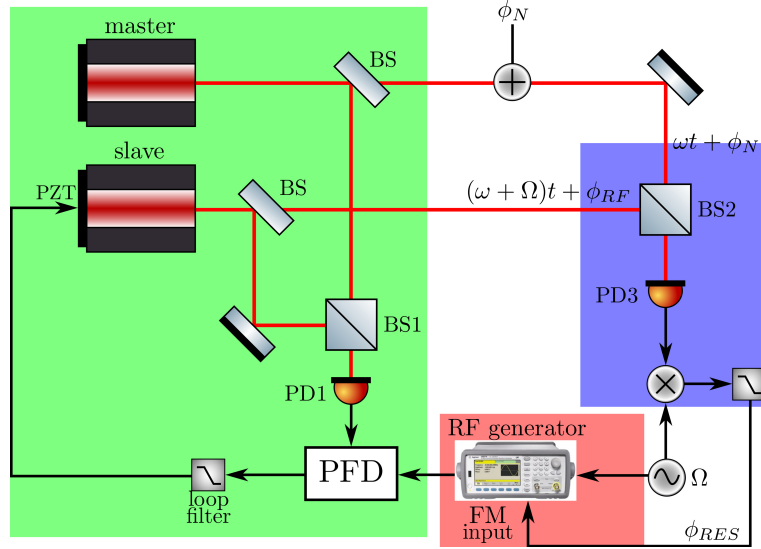 master
BS
ϕ_N
slave
PZT
BS
ωt + ϕ_N
(ω + Ω)t + ϕ_RF
BS2
PD3
BS1
PD1
RF generator
PFD
Ω
loop
filter
FM
input
ϕ_RES